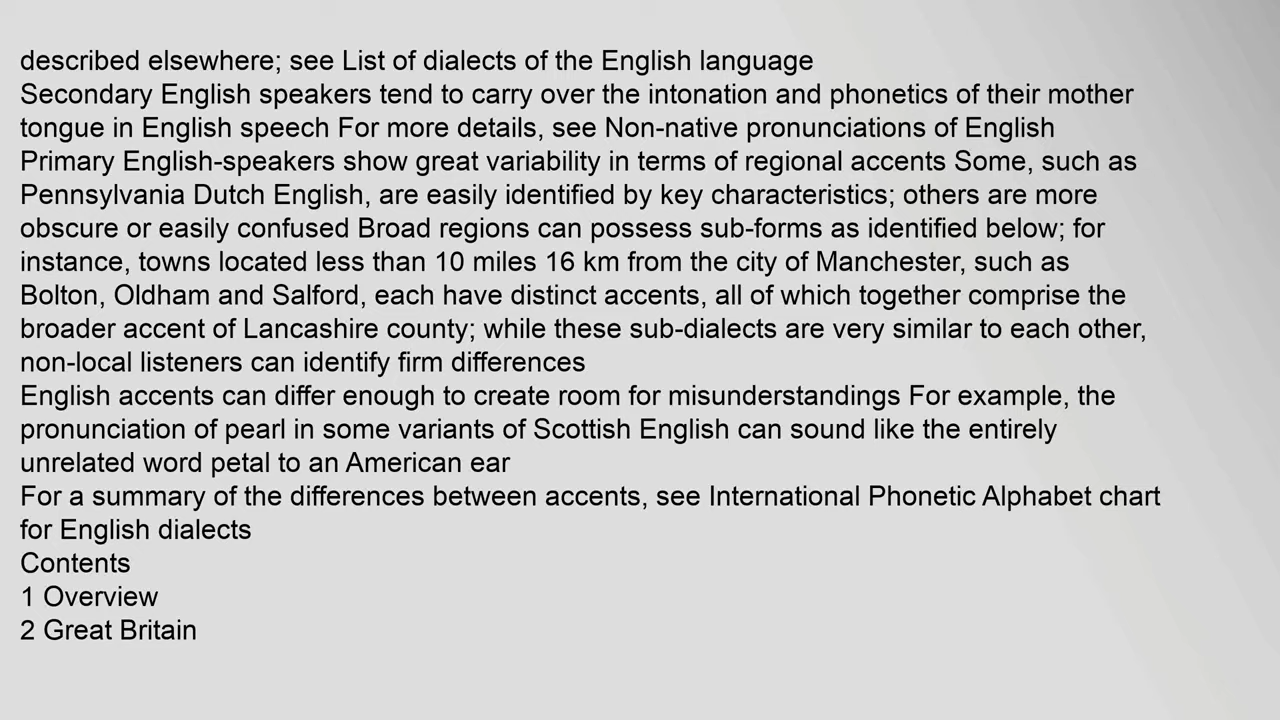 described elsewhere; see List of dialects of the English language
Secondary English speakers tend to carry over the intonation and phonetics of their mother
tongue in English speech For more details, see Non-native pronunciations of English
Primary English-speakers show great variability in terms of regional accents Some, such as
Pennsylvania Dutch English, are easily identified by key characteristics; others are more
obscure or easily confused Broad regions can possess sub-forms as identified below; for
instance, towns located less than 10 miles 16 km from the city of Manchester, such as
Bolton, Oldham and Salford, each have distinct accents, all of which together comprise the
broader accent of Lancashire county; while these sub-dialects are very similar to each other,
non-local listeners can identify firm differences
English accents can differ enough to create room for misunderstandings For example, the
pronunciation of pearl in some variants of Scottish English can sound like the entirely
unrelated word petal to an American ear
For a summary of the differences between accents, see International Phonetic Alphabet chart
for English dialects
Contents
1 Overview
2 Great Britain